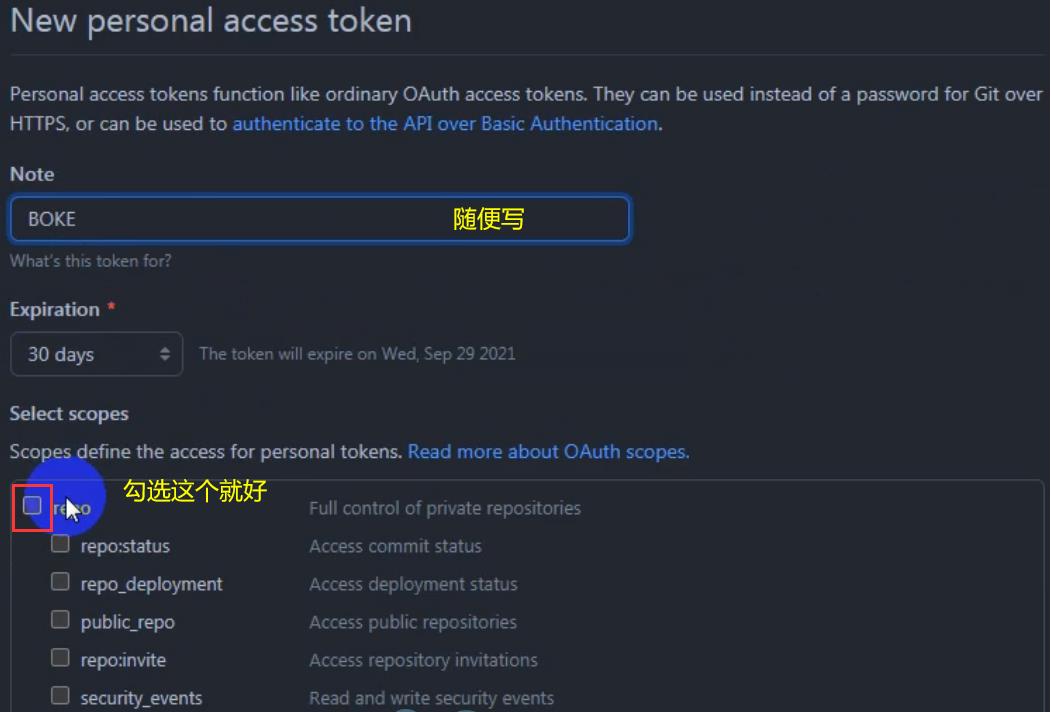 New personal access token
Personal access tokens function like ordinary OAuth access tokens. They can be used instead of a password for Git over
HTTPS, or can be used to authenticate to the API over Basic Authentication.
Note
BOKE 随便写
What's this token for?
Expiration *
30 days The token will expire on Wed, Sep 29 2021
Select scopes
Scopes define the access for personal tokens. Read more about OAuth scopes.
勾选这个就好
repo Full control of private repositories
repo:status Access commit status
repo_deployment Access deployment status
public_repo Access public repositories
repo:invite Access repository invitations
security_events Read and write security events